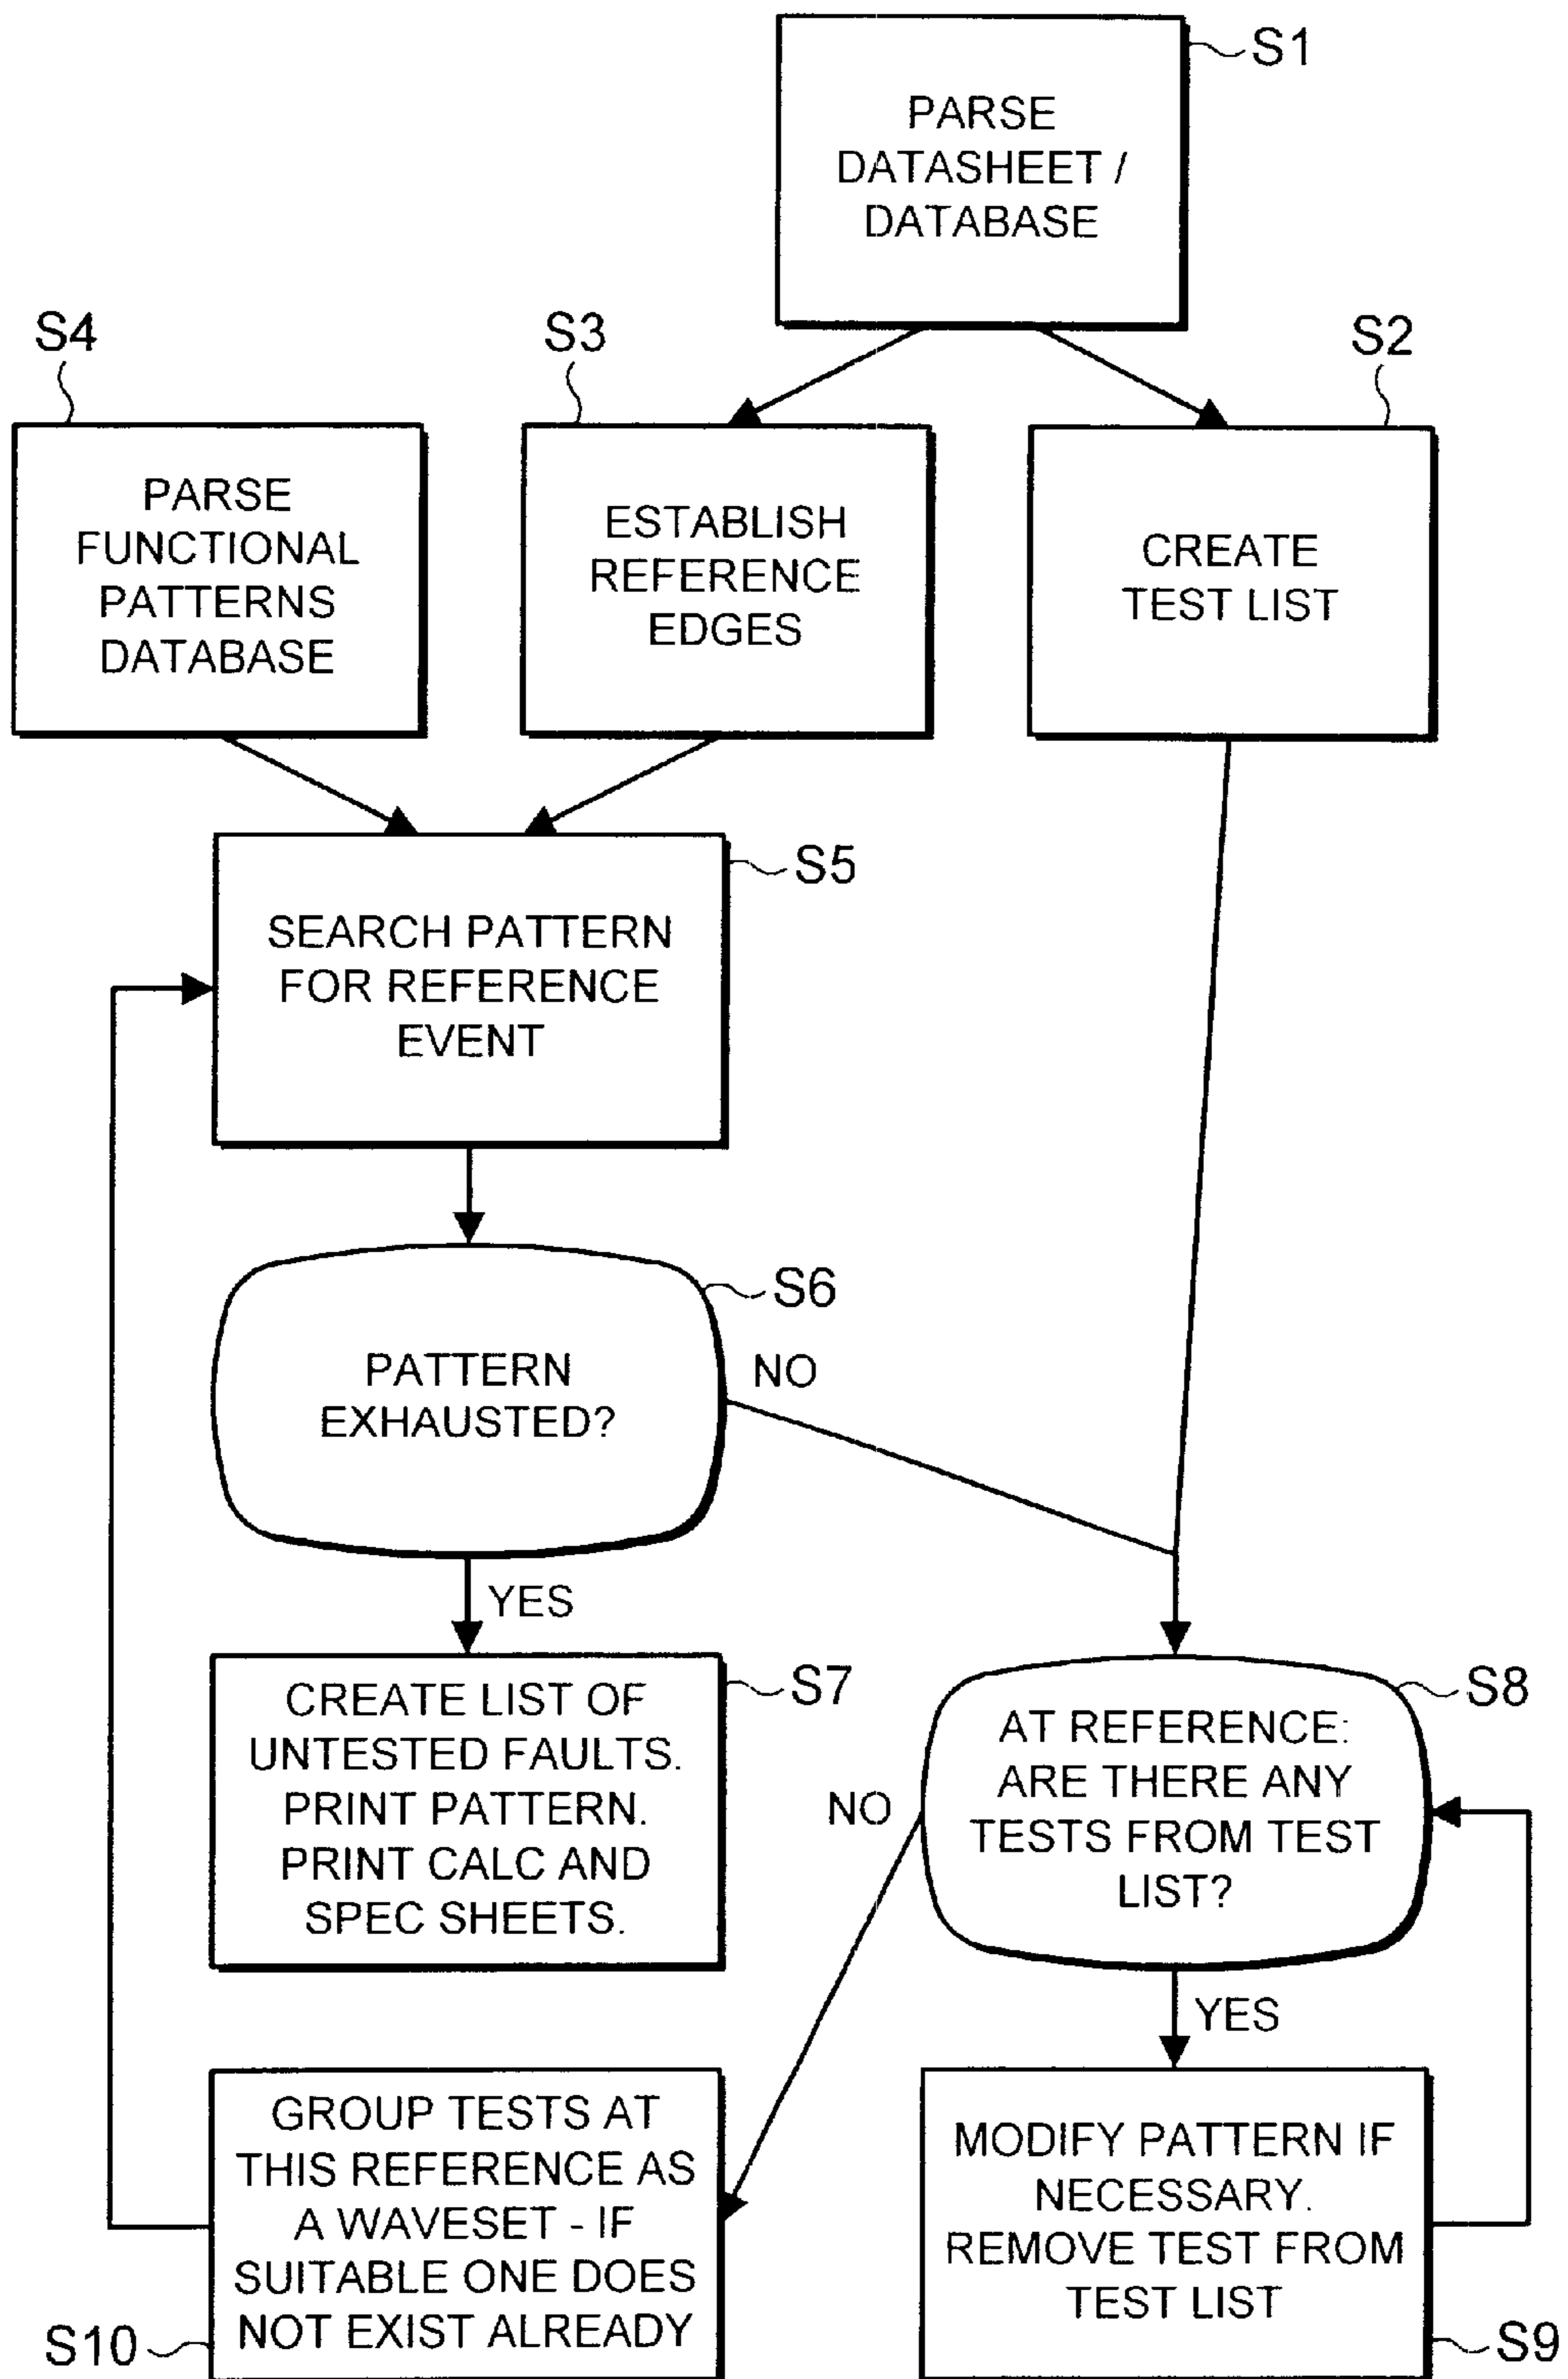 S1
PARSE
DATASHEET /
DATABASE
S4
S3
S2
PARSE
FUNCTIONAL
PATTERNS
DATABASE
ESTABLISH
REFERENCE
EDGES
CREATE
TEST LIST
S5
SEARCH PATTERN
FOR REFERENCE
EVENT
S6
PATTERN
EXHAUSTED?
NO
YES
S7
CREATE LIST OF
UNTESTED FAULTS.
PRINT PATTERN.
PRINT CALC AND
SPEC SHEETS.
S8
AT REFERENCE:
ARE THERE ANY
TESTS FROM TEST
LIST?
NO
YES
GROUP TESTS AT
THIS REFERENCE AS
A WAVESET - IF
SUITABLE ONE DOES
NOT EXIST ALREADY
S10
MODIFY PATTERN IF
NECESSARY.
REMOVE TEST FROM
TEST LIST
S9